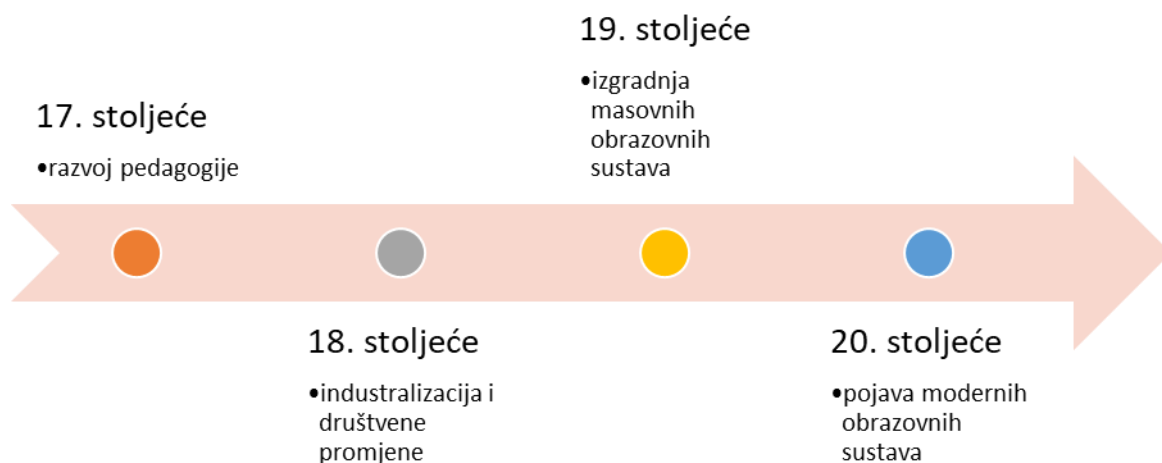 17. stoljeće
•razvoj pedagogije
18. stoljeće
•industralizacija i
društvene
promjene
19. stoljeće
•izgradnja
masovnih
obrazovnih
sustava
20. stoljeće
•pojava modernih
obrazovnih
sustava